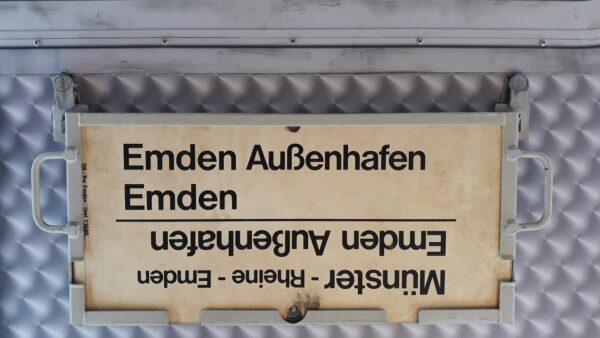 Emden Außenhafen
Emden
Münster - Rheine - Emden
Emden Außenhafen